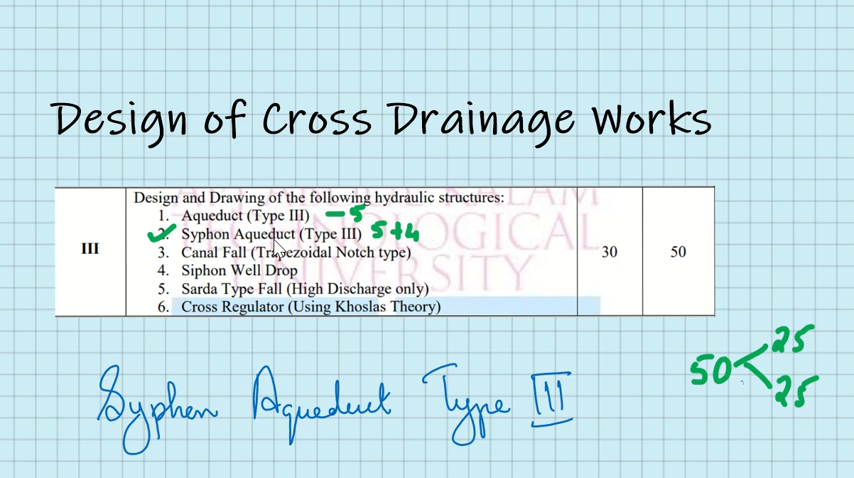 Design of Cross Drainage Works
Design and Drawing of the following hydraulic structures:
1. Aqueduct (Type III) - 5
2. Syphon Aqueduct (Type III) 5+4
III
3. Canal Fall (Trapezoidal Notch type)
30
50
4. Siphon Well Drop
5. Sarda Type Fall (High Discharge only)
6. Cross Regulator (Using Khoslas Theory)
50 < 25
25
Syphen Aqueduct Type III